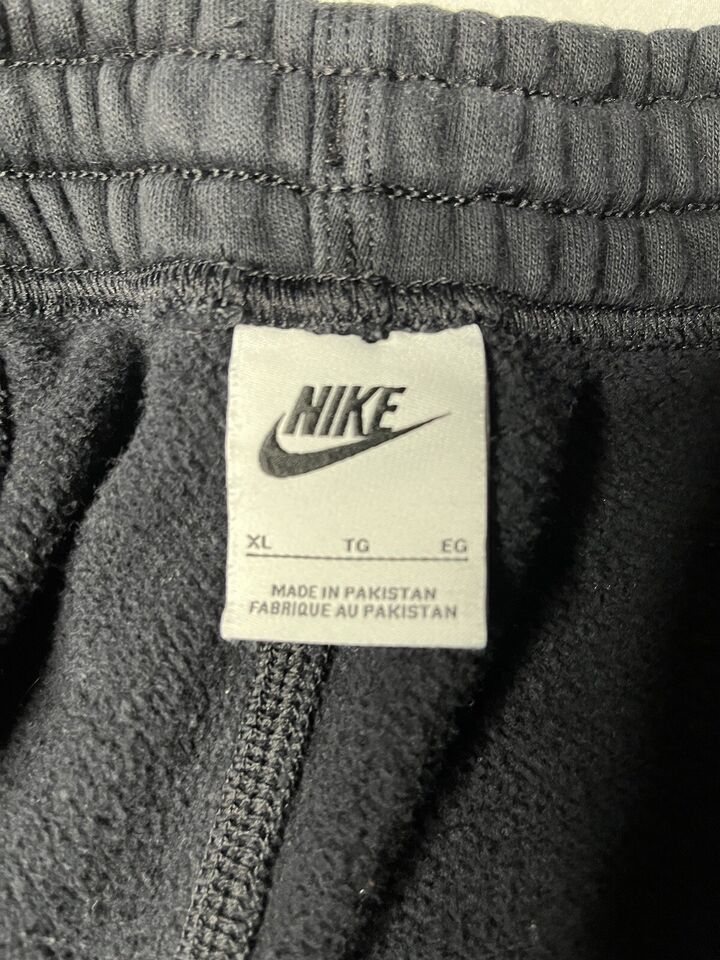 NIKE
XL TG EG
MADE IN PAKISTAN
FABRIQUE AU PAKISTAN